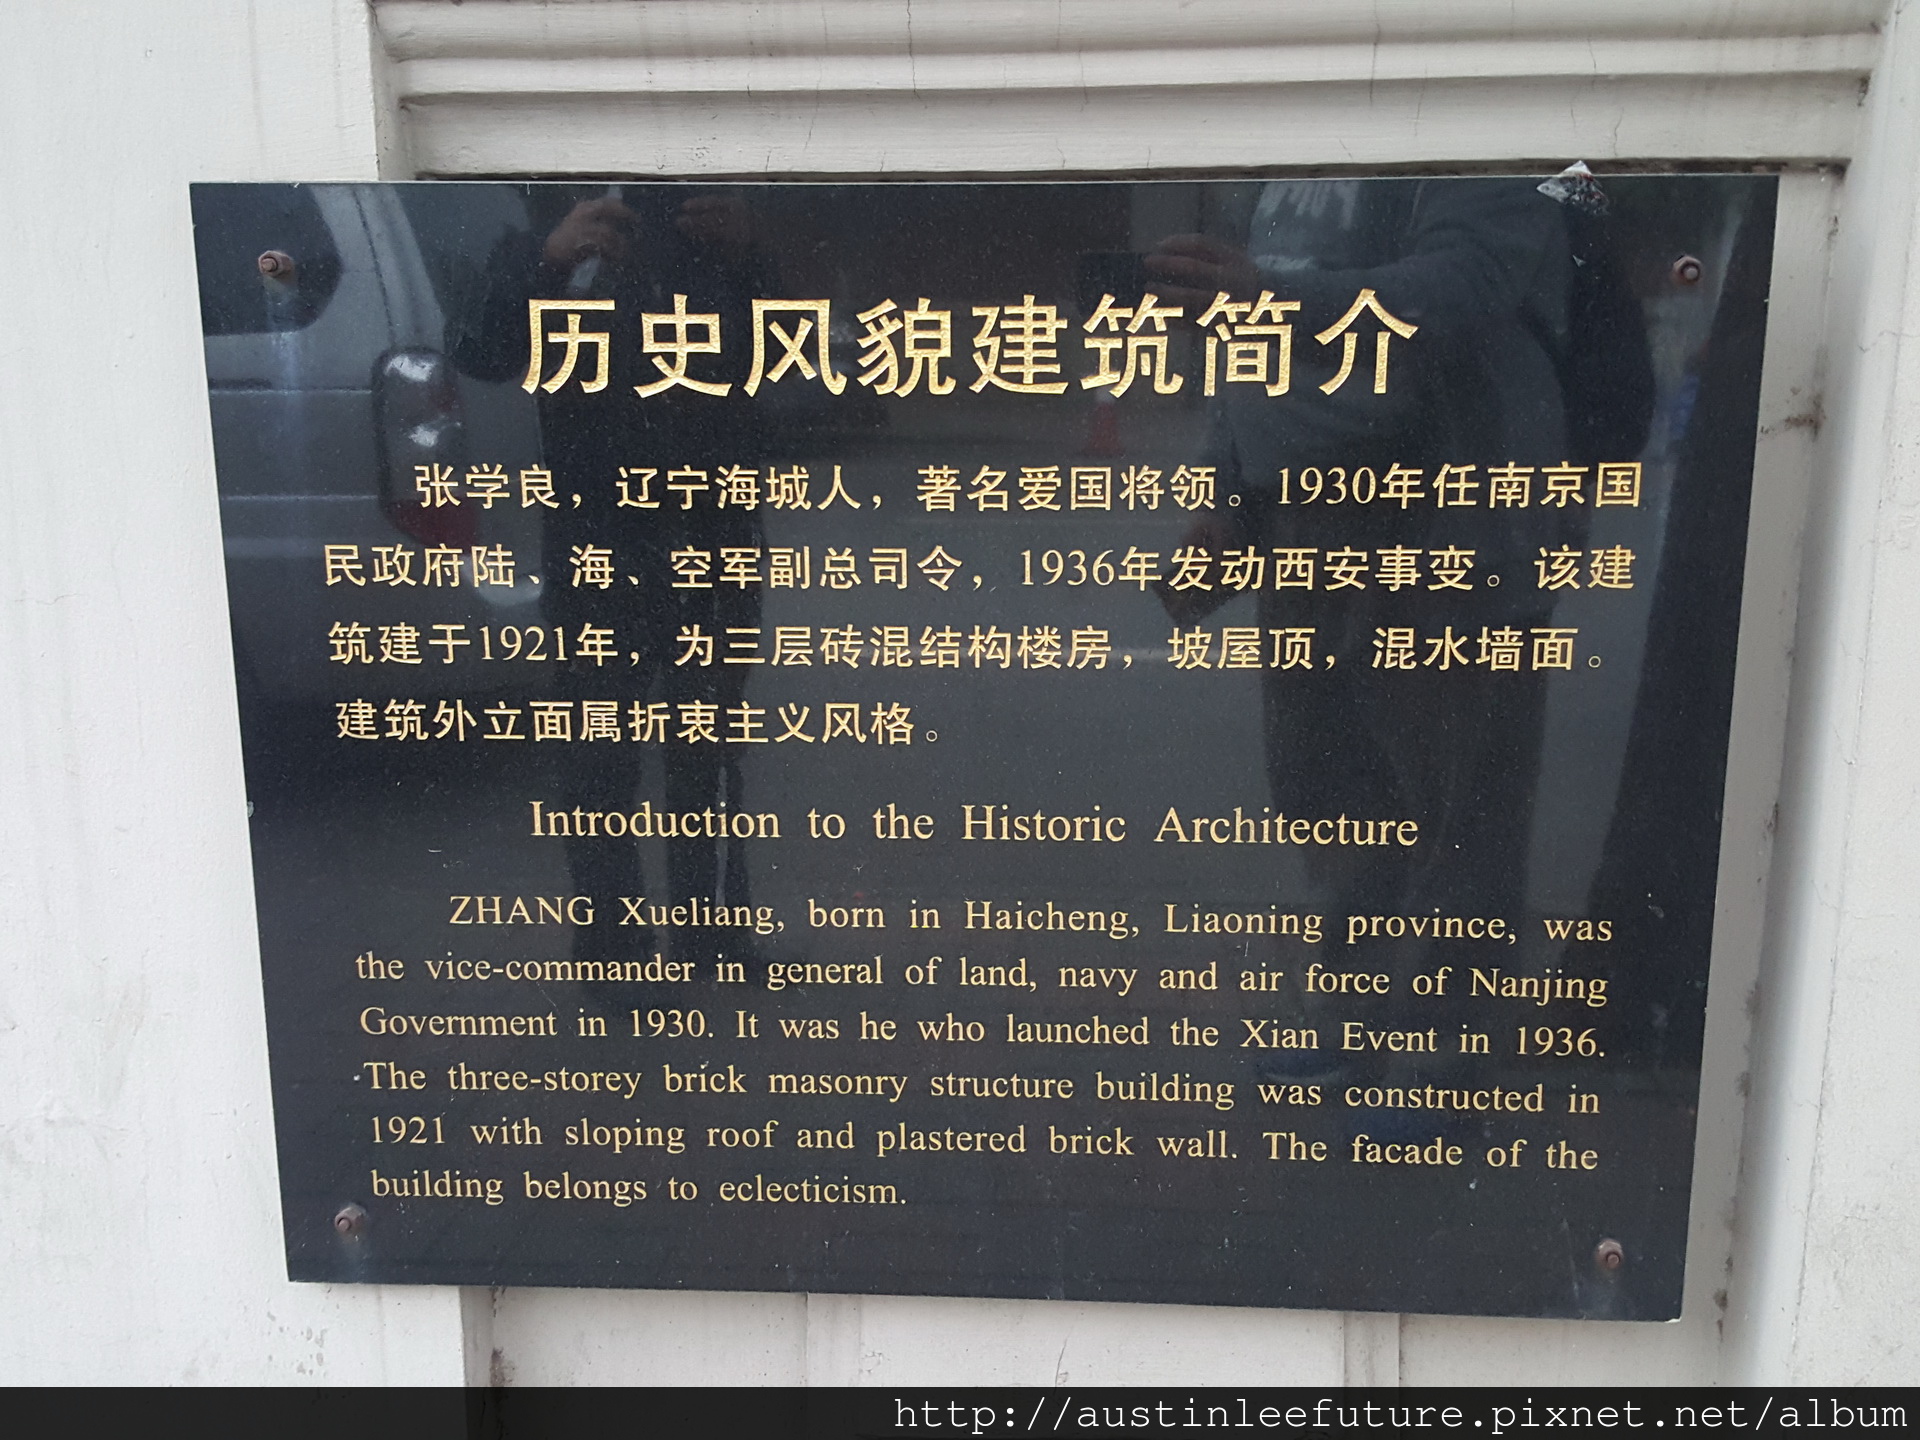 历史风貌建筑简介
张学良，辽宁海城人，著名爱国将领。1930年任南京国
民政府陆、海、空军副总司令，1936年发动西安事变。该建
筑建于1921年，为三层砖混结构楼房，坡屋顶，混水墙面。
建筑外立面属折衷主义风格。
Introduction to the Historic Architecture
ZHANG Xueliang, born in Haicheng, Liaoning province, was
the vice-commander in general of land, navy and air force of Nanjing
Government in 1930. It was he who launched the Xian Event in 1936.
The three-storey brick masonry structure building was constructed in
1921 with sloping roof and plastered brick wall. The facade of the
building belongs to eclecticism.
http://austinleefuture.pixnet.net/album